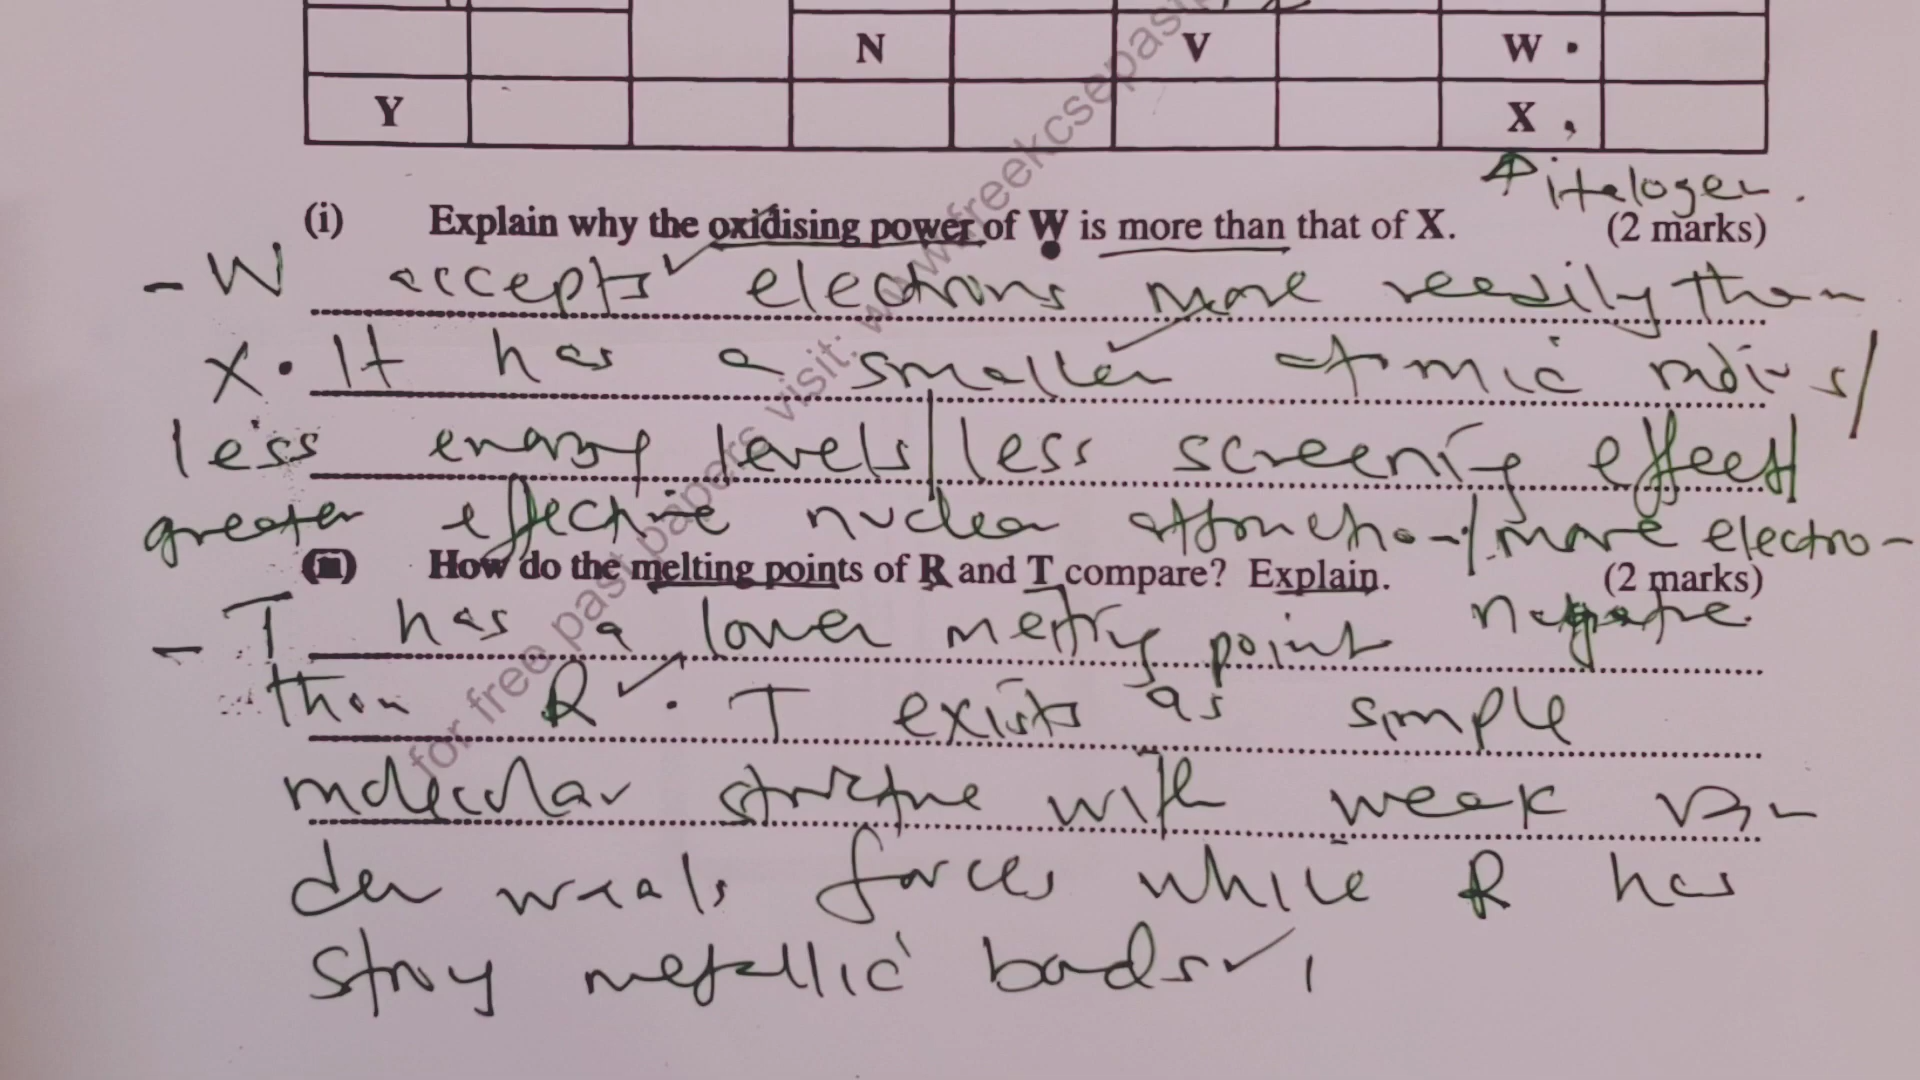 N V W .
Y X
Halogen.
(i) Explain why the oxidising power of W is more than that of X. (2 marks)
- W accepts electrons more readily than
X. It has a smaller atomic radius/
less energy levels/less screening effect/
greater effective nuclear attraction/more electro-
(ii) How do the melting points of R and T compare? Explain. (2 marks)
negative.
- T has a lower melting point
than R. T exists as simple
molecular structure with weak van
der waals forces while R has
strong metallic bonds
for free past papers visit: www.freekcsepast